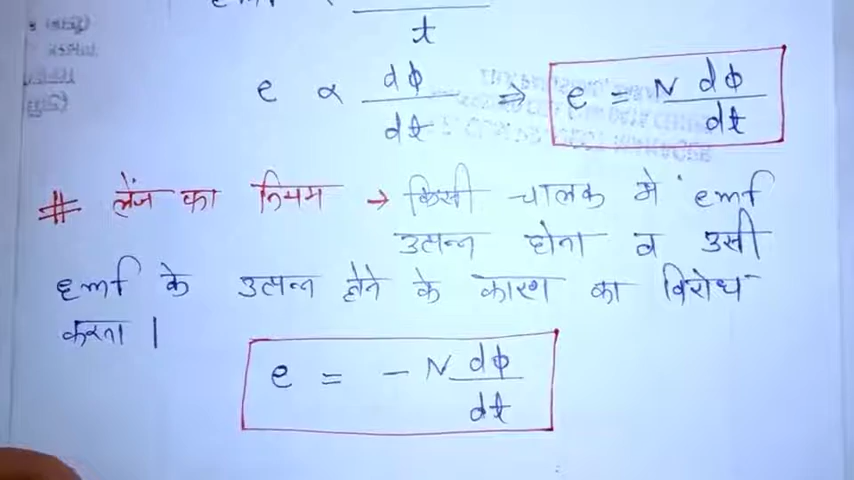 t
e ∝ dφ/dt ⇒ e = N dφ/dt
# लेंज का नियम → किसी चालक मे emf
उत्पन्न होना व उसी
emf के उत्पन्न होने के कारण का विरोध
करना |
e = - N dφ/dt